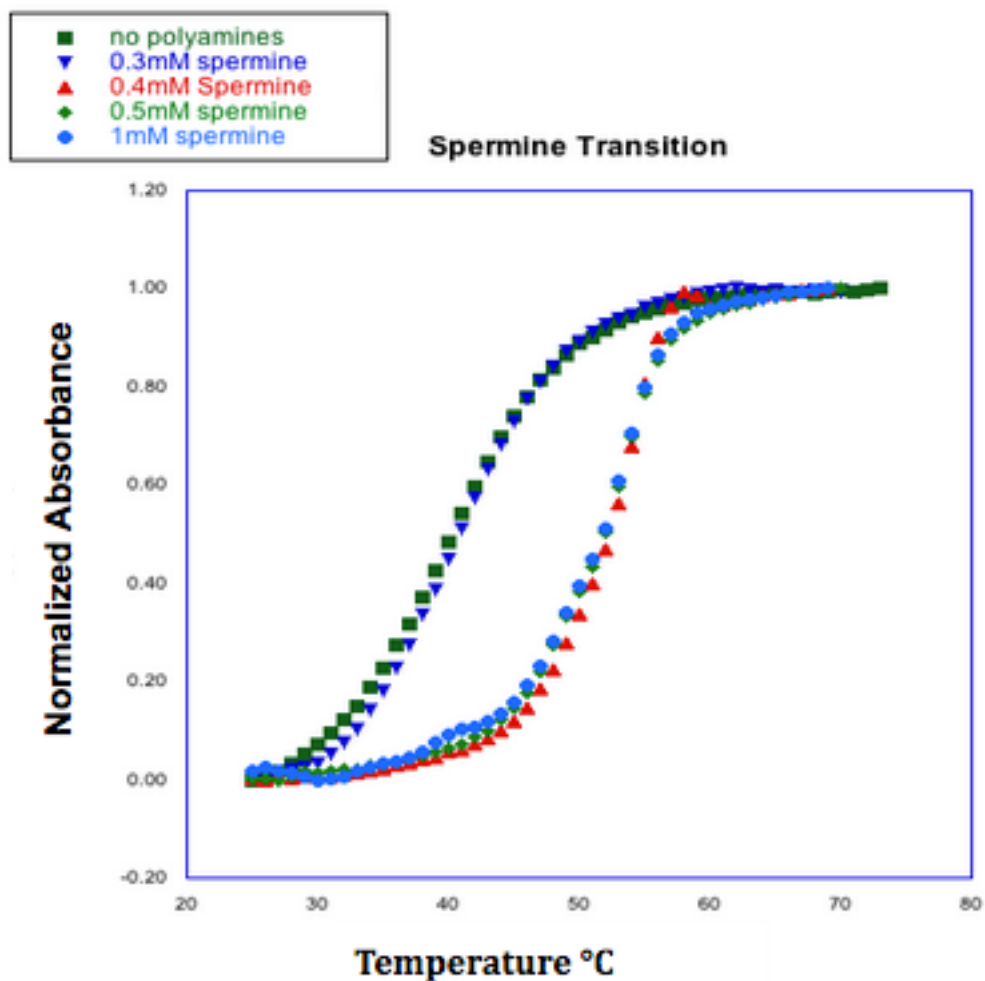 no polyamines
0.3mM spermine
0.4mM Spermine
0.5mM spermine
1mM spermine
Spermine Transition
1.20
1.00
0.80
0.60
0.40
0.20
0.00
-0.20
Normalized Absorbance
20 30 40 50 60 70 80
Temperature °C